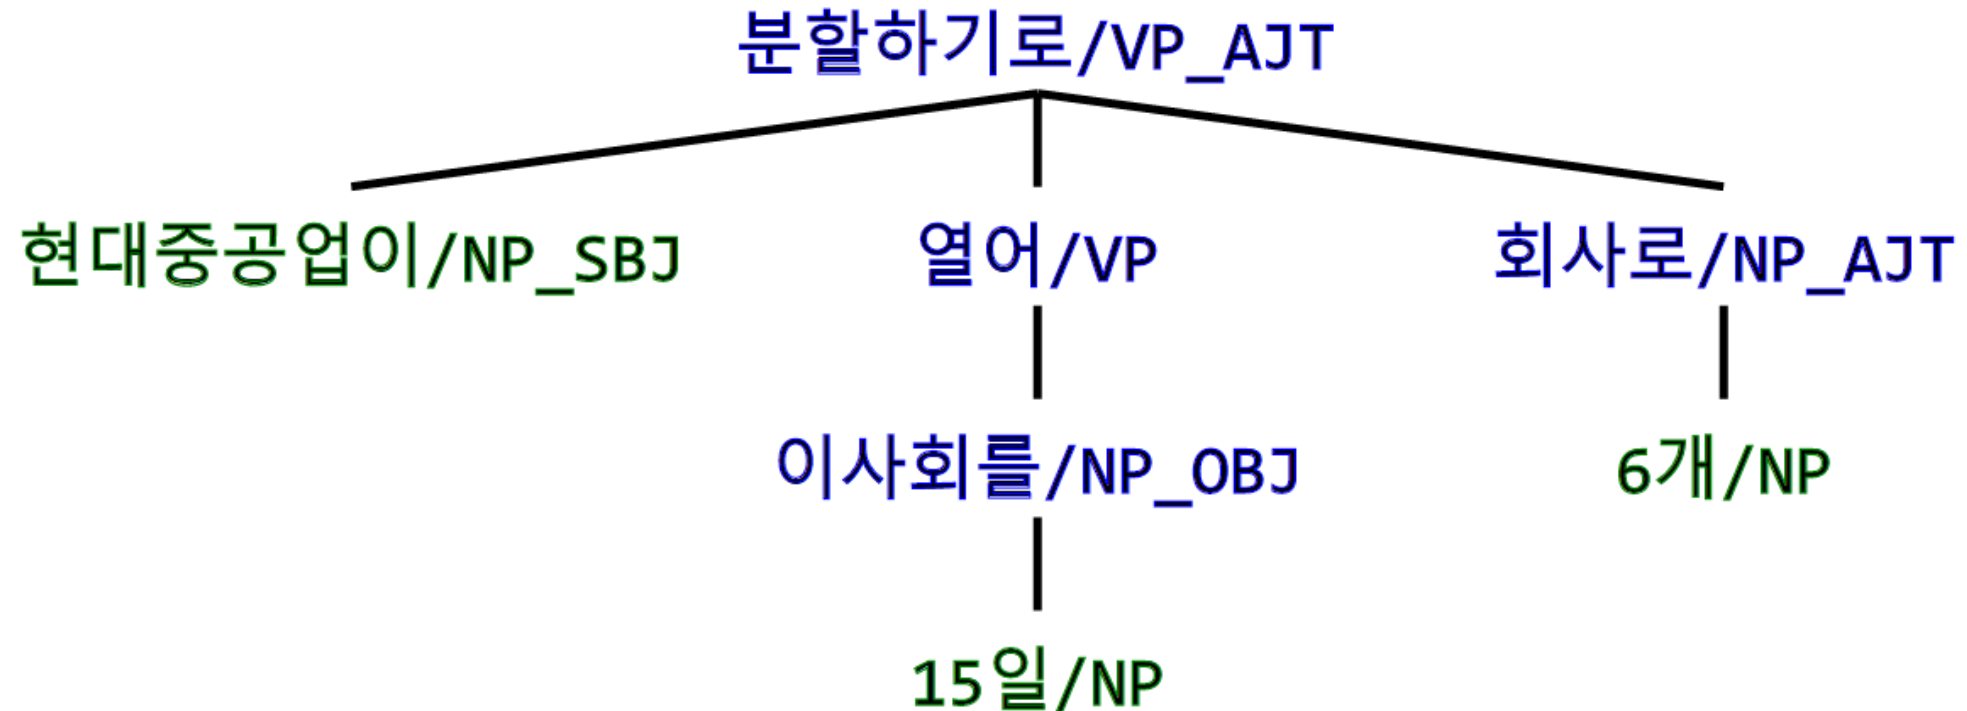 분할하기로/VP_AJT
현대중공업이/NP_SBJ 열어/VP 회사로/NP_AJT
이사회를/NP_OBJ 6개/NP
15일/NP